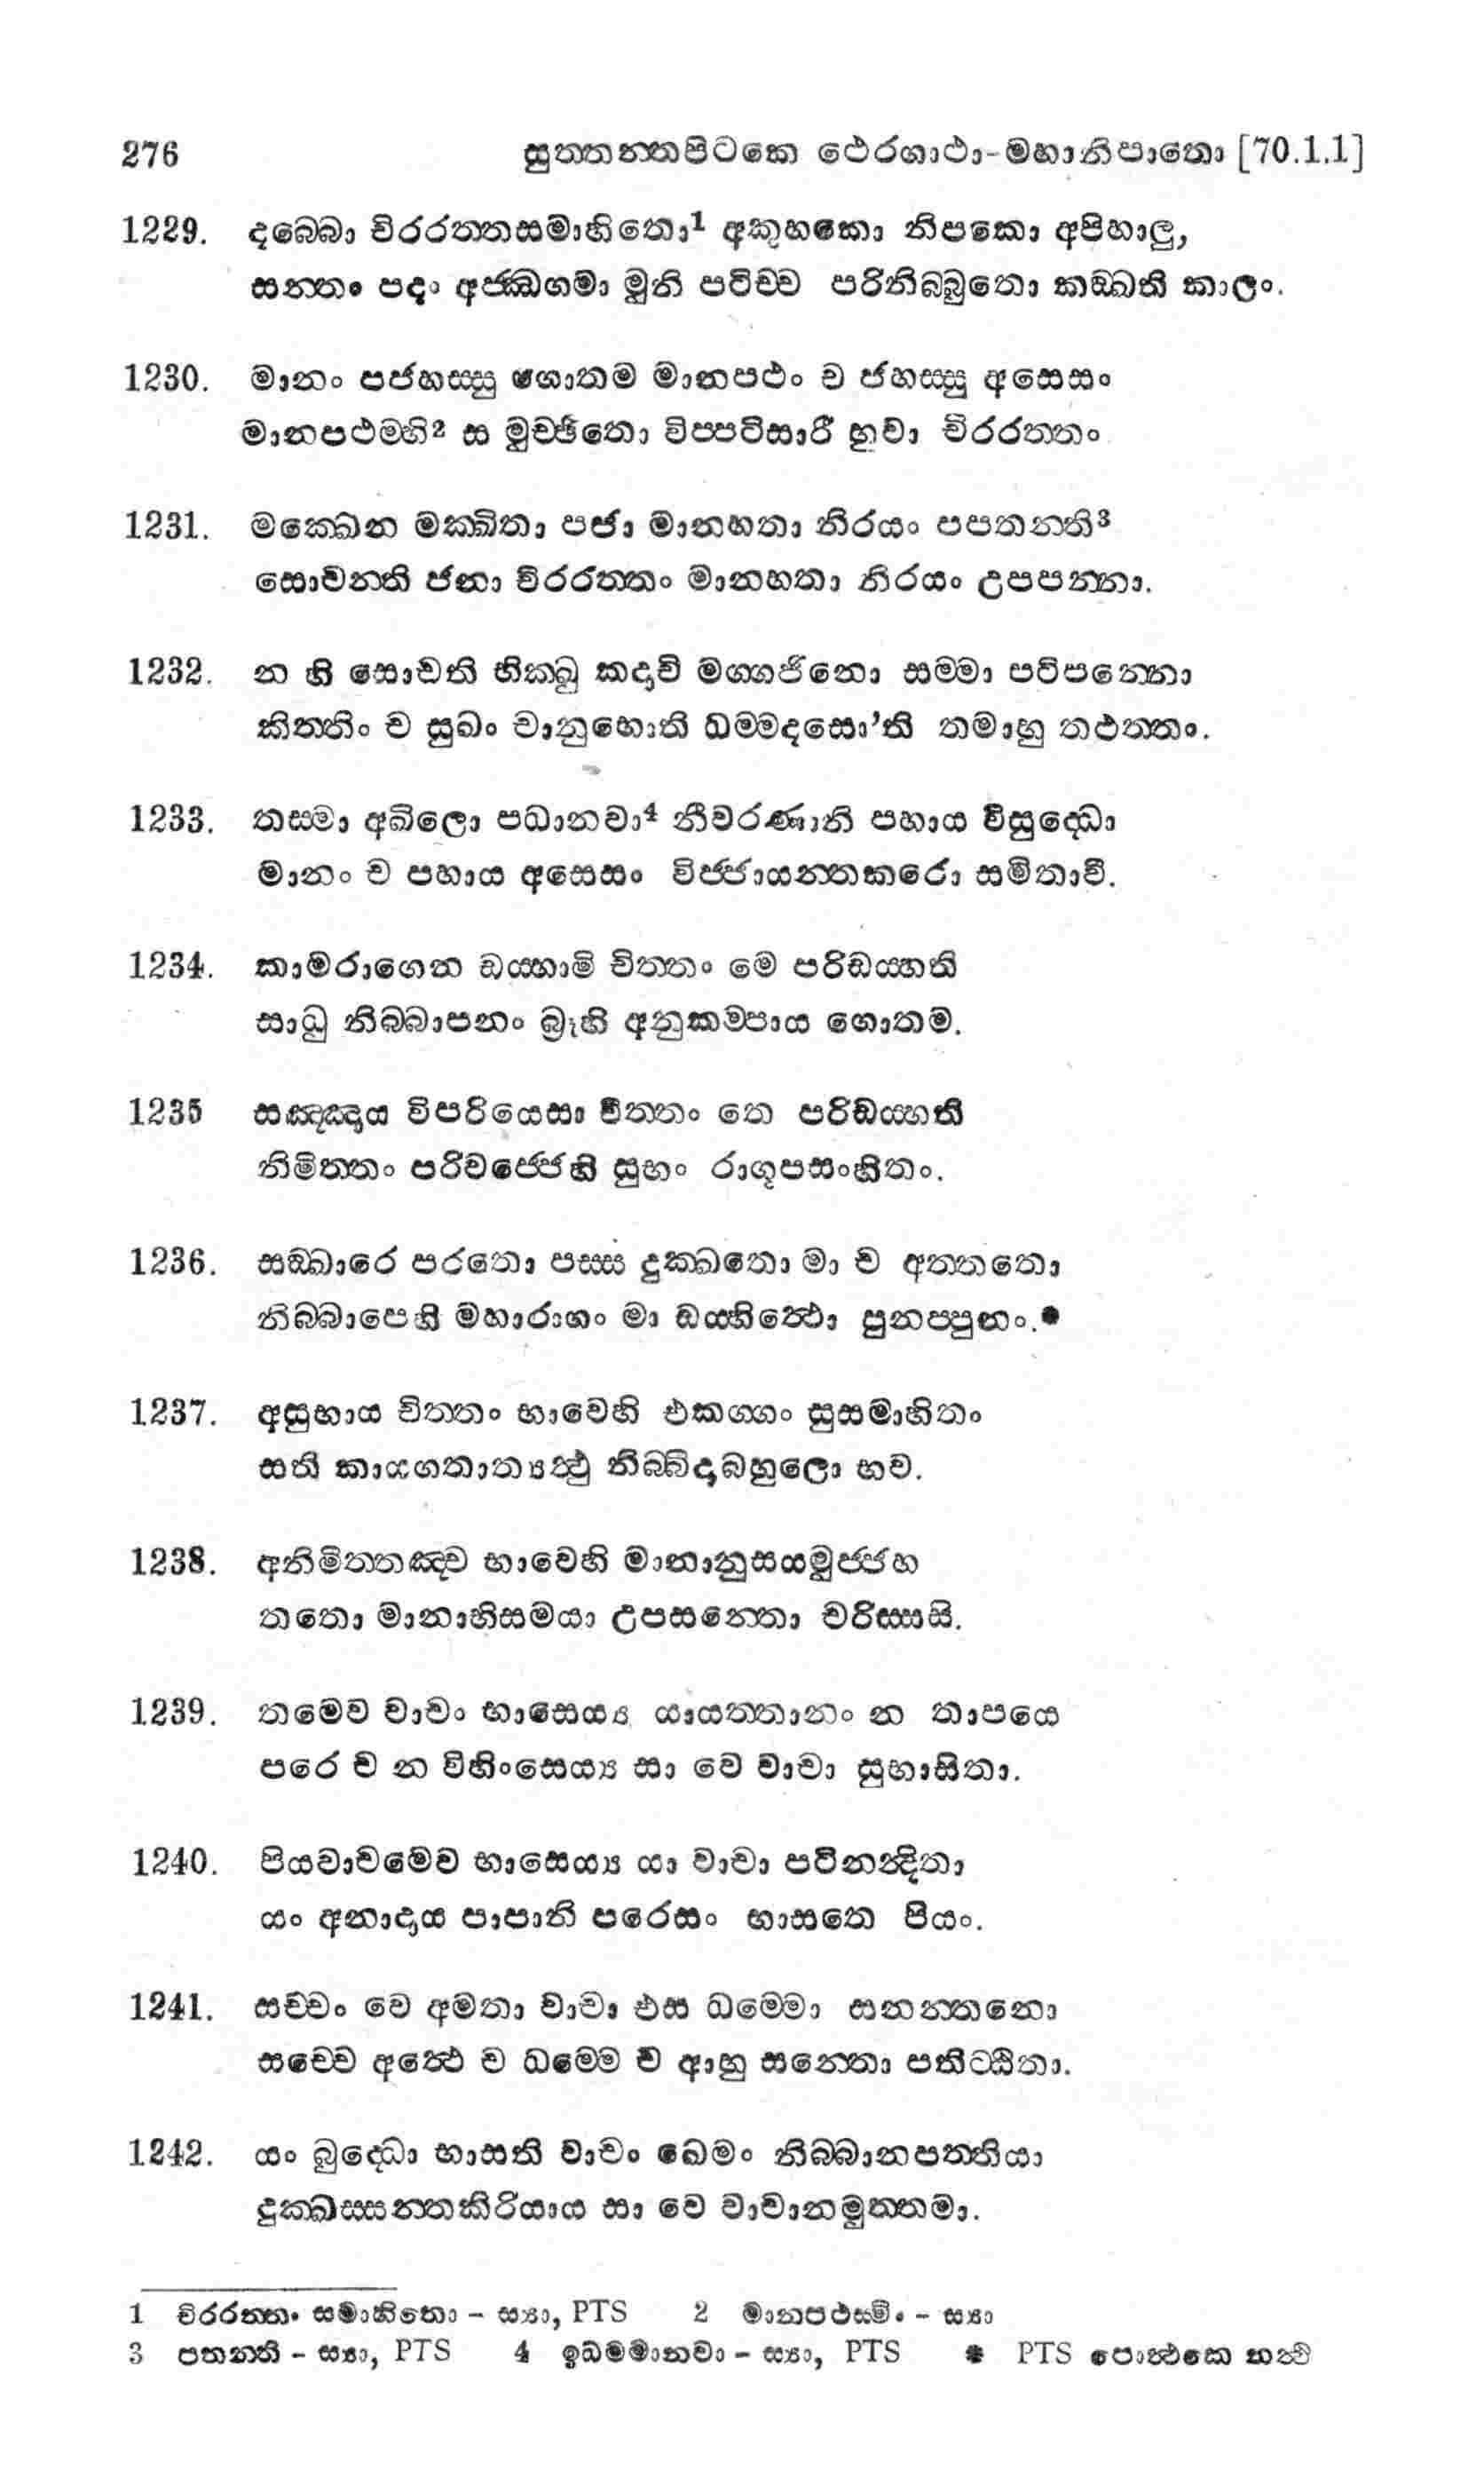 276 සුත්තන්තපිටකෙ ථෙරගාථා-මහානිපාතො [70.1.1]
1229. දබ්බො චිරරත්තසමාහිතො¹ අකුහකො නිපකො අපිහාලු,
සන්තං පදං අජ්ඣගමා මුනි පටිච්ච පරිනිබ්බුතො කඞ්ඛති කාලං.
1230. මානං පජහස්සු ගොතම මානපථං ච ජහස්සු අසෙසං
මානපථම්හි² ස මුච්ඡිතො විප්පටිසාරී හුවා චිරරත්තං
1231. මක්ඛෙන මක්ඛිතා පජා මානහතා නිරයං පපතන්ති³
සොචන්ති ජනා චිරරත්තං මානහතා නිරයං උපපන්නා.
1232. න හි සොචති භික්ඛු කදාචි මග්ගජිනො සම්මා පටිපන්නො
කිත්තිං ච සුඛං චානුභොති ධම්මදසො’ති තමාහු තථත්තං.
1233. තස්මා අඛිලො පධානවා⁴ නීවරණානි පහාය විසුද්ධො
මානං ච පහාය අසෙසං විජ්ජායන්තකරො සමිතාවී.
1234. කාමරාගෙන ඩය්හාමි චිත්තං මෙ පරිඩය්හති
සාධු නිබ්බාපනං බ්‍රූහි අනුකම්පාය ගොතම.
1235 සඤ්ඤාය විපරියෙසා චිත්තං තෙ පරිඩය්හති
නිමිත්තං පරිවජ්ජෙහි සුභං රාගූපසංහිතං.
1236. සඞ්ඛාරෙ පරතො පස්ස දුක්ඛතො මා ච අත්තතො
නිබ්බාපෙහි මහාරාගං මා ඩය්හිත්ථො පුනප්පුනං.*
1237. අසුභාය චිත්තං භාවෙහි එකග්ගං සුසමාහිතං
සති කායගතාත්‍යත්ථු නිබ්බිදාබහුලො භව.
1238. අනිමිත්තඤ්ච භාවෙහි මානානුසයමුජ්ජහ
තතො මානාභිසමයා උපසන්තො චරිස්සසි.
1239. තමෙව වාචං භාසෙය්‍ය යායත්තානං න තාපයෙ
පරෙ ච න විහිංසෙය්‍ය සා වෙ වාචා සුභාසිතා.
1240. පියවාචමෙව භාසෙය්‍ය යා වාචා පටිනන්දිතා
යං අනාදාය පාපානි පරෙසං භාසතෙ පියං.
1241. සච්චං වෙ අමතා වාචා එස ධම්මො සනන්තනො
සච්චෙ අත්ථෙ ච ධම්මෙ ච ආහු සන්තො පතිට්ඨිතා.
1242. යං බුද්ධො භාසති වාචං ඛෙමං නිබ්බානපත්තියා
දුක්ඛස්සන්තකිරියාය සා වෙ වාචානමුත්තමා.
1 චිරරත්තං සමාහිතො - ස්‍යා, PTS 2 මානපථස්මිං - ස්‍යා
3 පතන්ති - ස්‍යා, PTS 4 ඉධම්මානවා - ස්‍යා, PTS * PTS පොත්ථකෙ නත්ථි